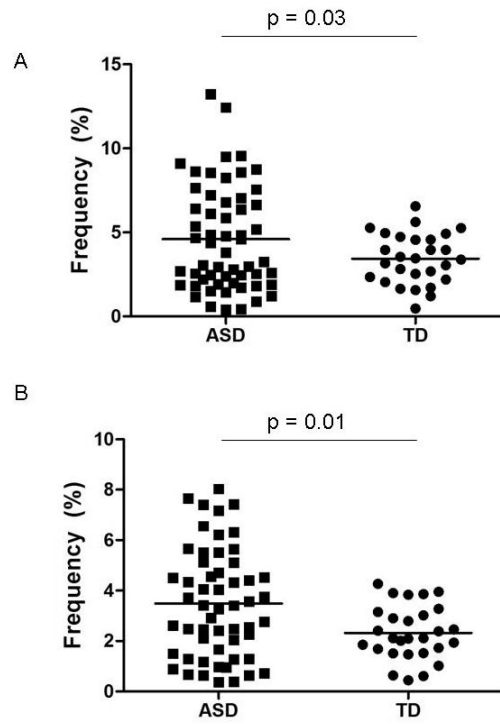 p = 0.03
A
15
10
5
0
Frequency (%)
ASD TD
B
p = 0.01
10
8
6
4
2
0
Frequency (%)
ASD TD